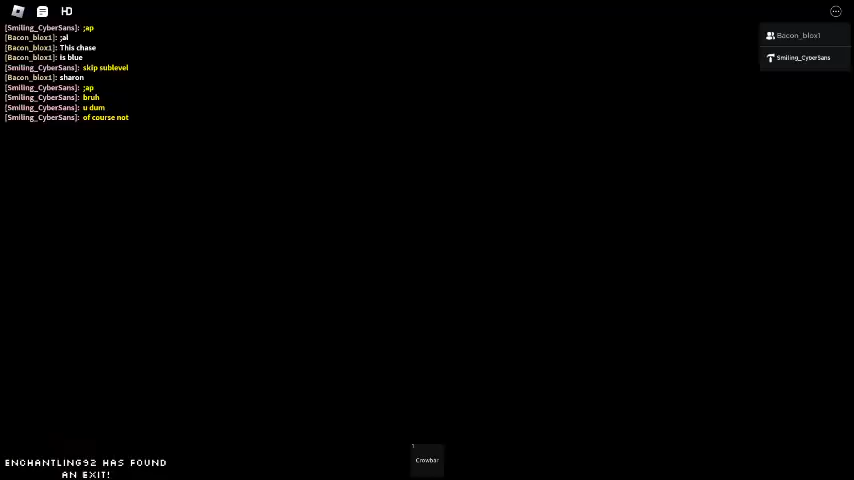 HD
[Smiling_CyberSans]: ;ap
[Bacon_blox1]: ;al
[Bacon_blox1]: This chase
[Bacon_blox1]: is blue
[Smiling_CyberSans]: skip sublevel
[Bacon_blox1]: sharon
[Smiling_CyberSans]: ;ap
[Smiling_CyberSans]: bruh
[Smiling_CyberSans]: u dum
[Smiling_CyberSans]: of course not
Bacon_blox1
Smiling_CyberSans
1
Crowbar
ENCHANTLING92 HAS FOUND
AN EXIT!